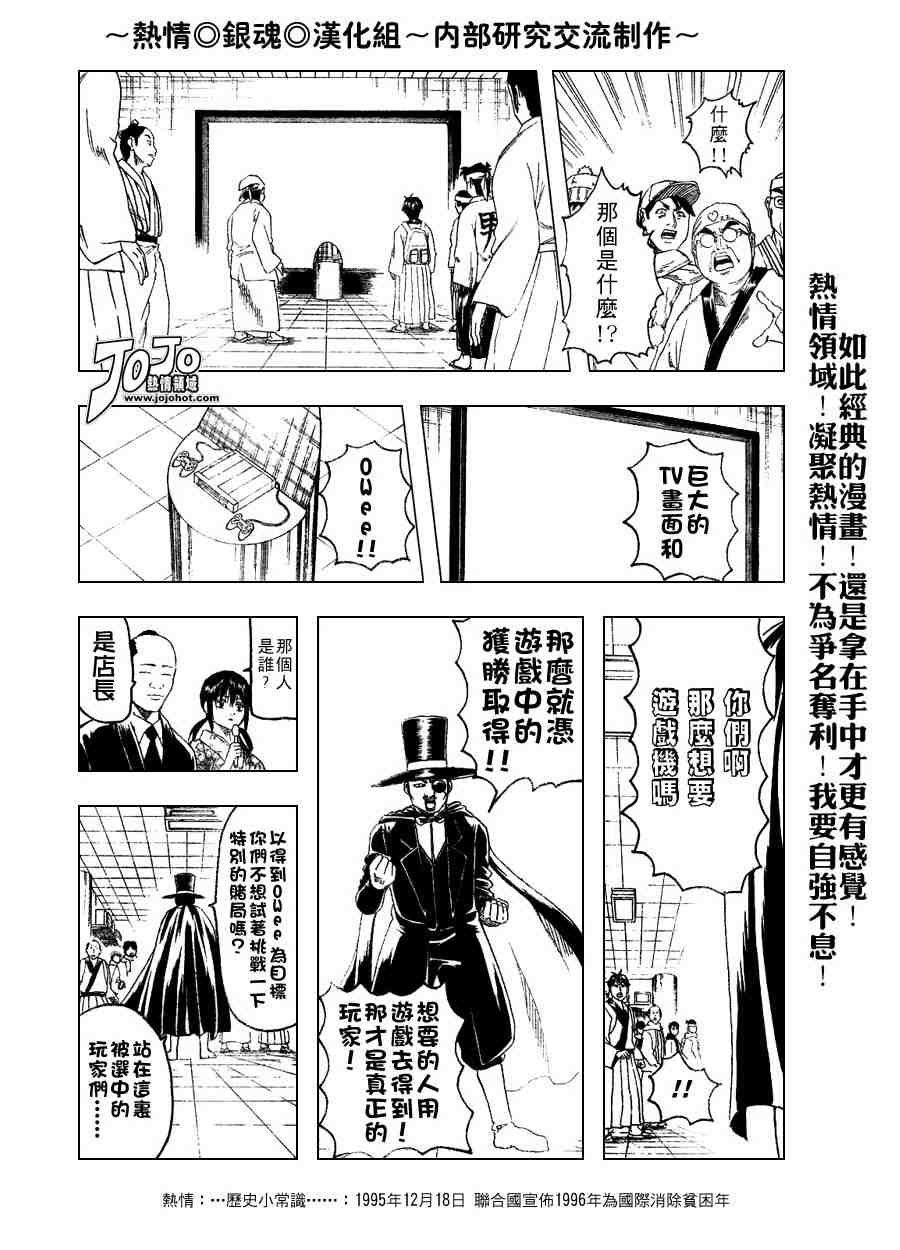 ～熱情◎銀魂◎漢化組～内部研究交流制作～
什麼!!
那個是什麼!?
JoJo
熱情領域
www.jojohot.com
巨大的
TV畫面和
OWee!!
你們啊
那麼想要
遊戲機嗎
!!
那麼就憑
遊戲中的
獲勝取得
!!
想要的人用
遊戲去得到！
那才是真正的
玩家！
那個人
是誰？
是店長
以得到OWee為目標
你們不想試著挑戰一下
特別的賭局嗎？
站在這裏
被選中的
玩家們……
男
如此經典的漫畫！還是拿在手中才更有感覺！
熱情領域！凝聚熱情！不為爭名奪利！我要自強不息！
熱情：…歷史小常識……：1995年12月18日 聯合國宣佈1996年為國際消除貧困年